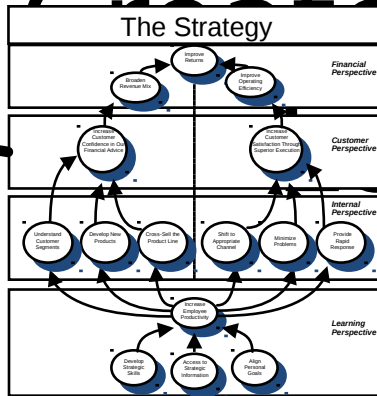 The Strategy
Improve
Returns
Financial
Perspective
Broaden
Revenue Mix
Improve
Operating
Efficiency
Increase
Customer
Confidence in Our
Financial Advice
Increase
Customer
Satisfaction Through
Superior Execution
Customer
Perspective
Internal
Perspective
Understand
Customer
Segments
Develop New
Products
Cross-Sell the
Product Line
Shift to
Appropriate
Channel
Minimize
Problems
Provide
Rapid
Response
Increase
Employee
Productivity
Learning
Perspective
Develop
Strategic
Skills
Access to
Strategic
Information
Align
Personal
Goals